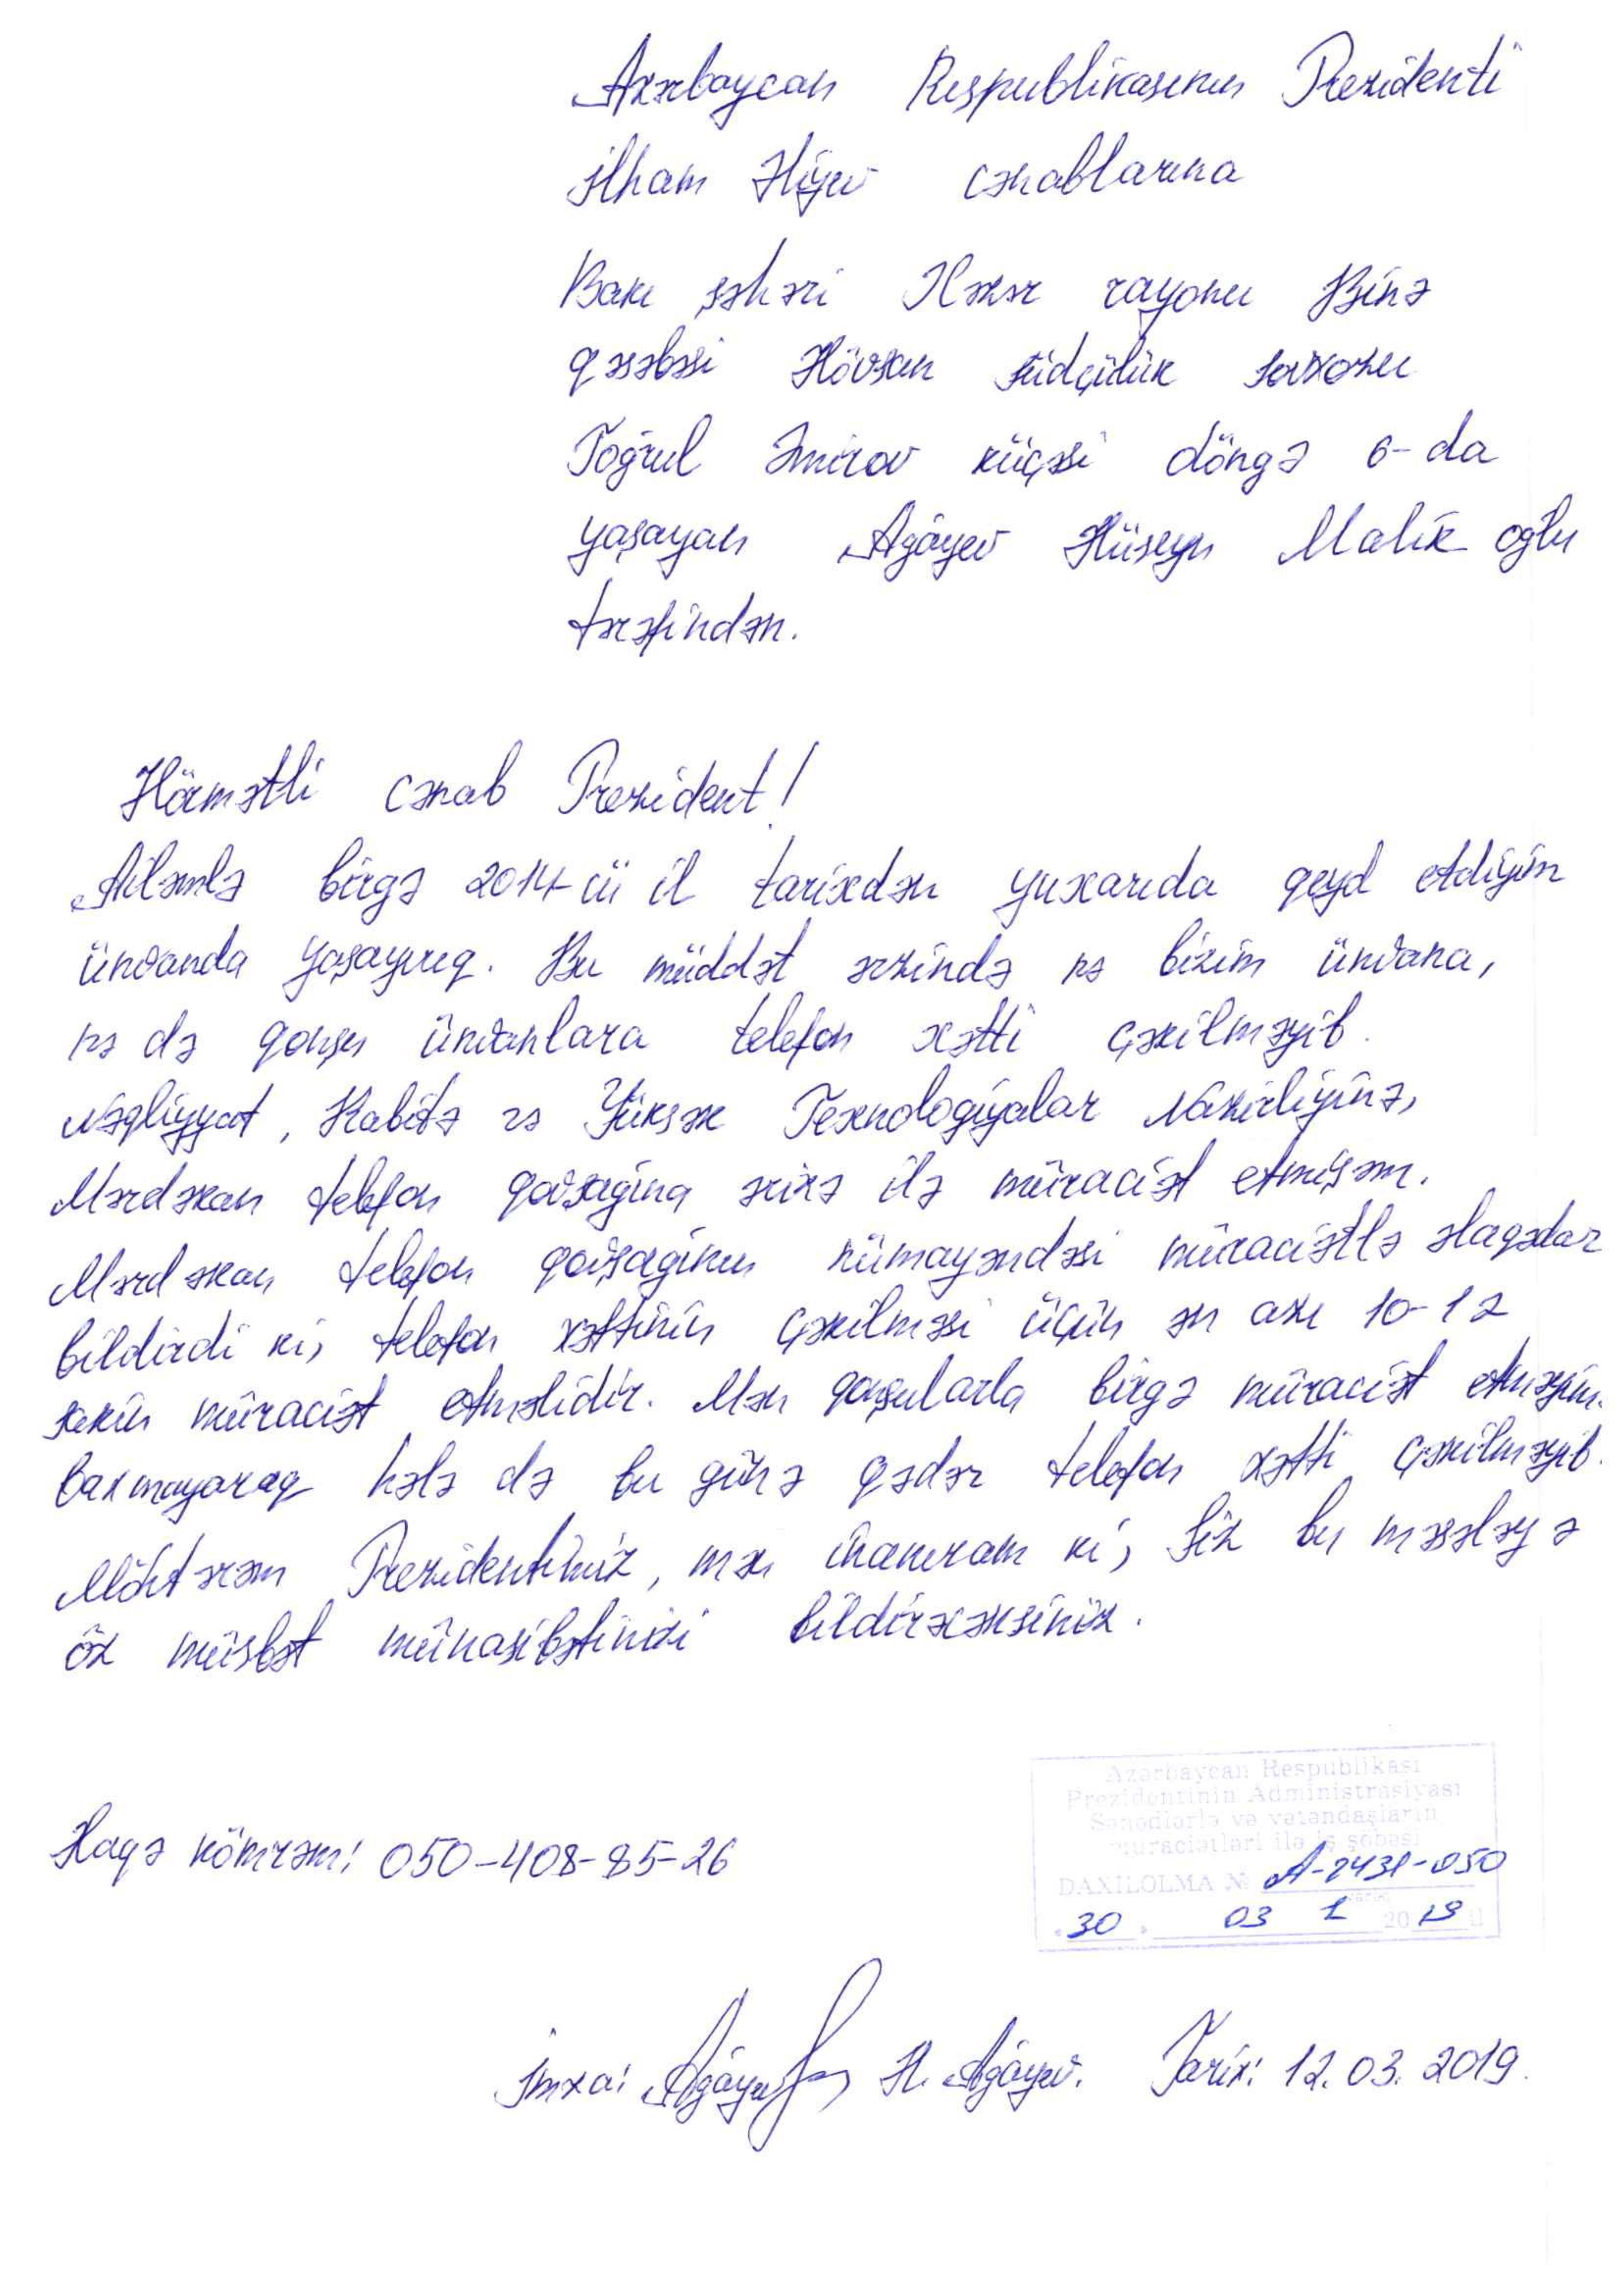 Azərbaycan Respublikasının Prezidenti
İlham Əliyev cənablarına
Bakı şəhəri Xəzər rayonu Binə
qəsəbəsi Hövsan südçülük sovxozu
Toğrul Əmirov küçəsi döngə 6-da
yaşayan Ağayev Hüseyn Malik oğlu
tərəfindən.
Hörmətli cənab Prezident!
Ailəmlə birgə 2014-cü il tarixdən yuxarıda qeyd etdiyim
ünvanda yaşayırıq. Bu müddət ərzində nə bizim ünvana,
nə də qonşu ünvanlara telefon xətti çəkilməyib.
Nəqliyyat, Rabitə və Yüksək Texnologiyalar Nazirliyinə,
Mərdəkan telefon qovşağına ərizə ilə müraciət etmişəm.
Mərdəkan telefon qovşağının nümayəndəsi müraciətlə əlaqədar
bildirdi ki, telefon xəttinin çəkilməsi üçün ən azı 10-12
sakin müraciət etməlidir. Mən qonşularla birgə müraciət etməyim
baxmayaraq hələ də bu günə qədər telefon xətti çəkilməyib.
Möhtərəm Prezidentimiz, mən inanıram ki, Siz bu məsələyə
öz müsbət münasibətinizi bildirəcəksiniz.
Azərbaycan Respublikası
Prezidentinin Administrasiyası
Sənədlərlə və vətəndaşların
müraciətləri ilə iş şöbəsi
Əlaqə nömrəm: 050-408-85-26
DAXİLOLMA № A-2431-050
30 03 1 2019 il
İmza: Ağayev H. Ağayev. Tarix: 12.03.2019.